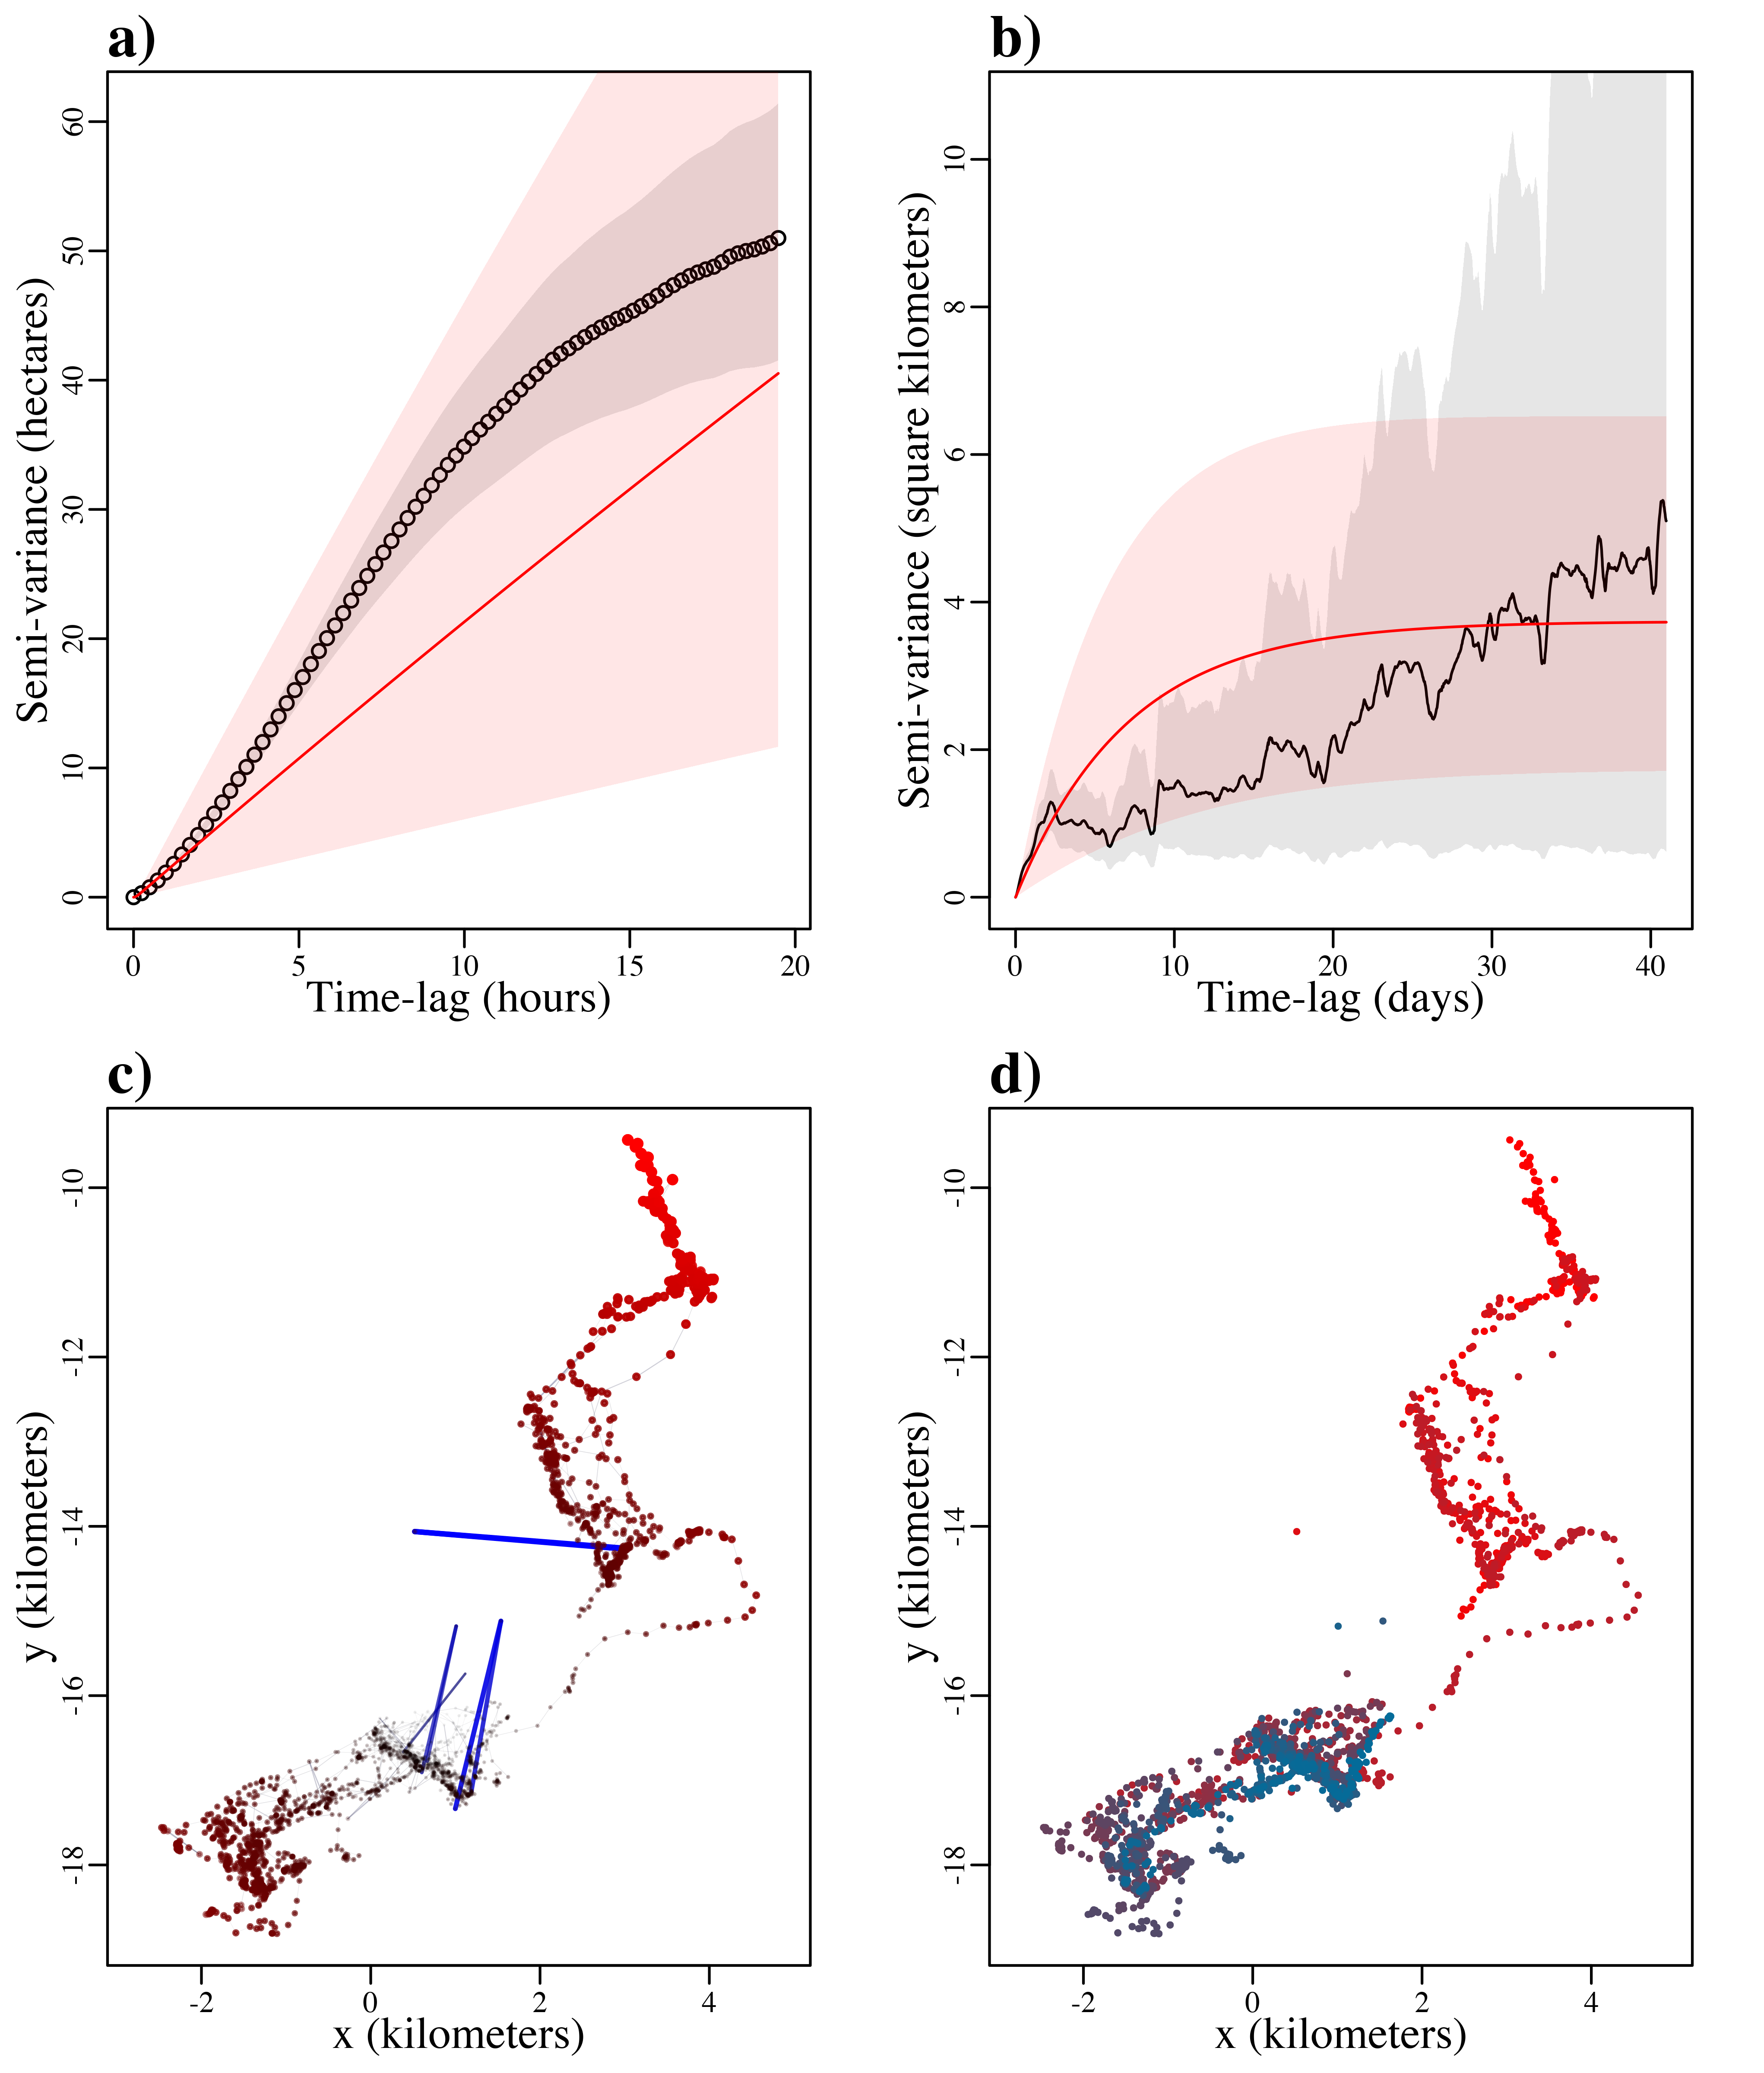 a)
Semi-variance (hectares)
60
50
40
30
20
10
0
0 5 10 15 20
Time-lag (hours)
b)
Semi-variance (square kilometers)
10
8
6
4
2
0
0 10 20 30 40
Time-lag (days)
c)
y (kilometers)
-10
-12
-14
-16
-18
-2 0 2 4
x (kilometers)
d)
y (kilometers)
-10
-12
-14
-16
-18
-2 0 2 4
x (kilometers)